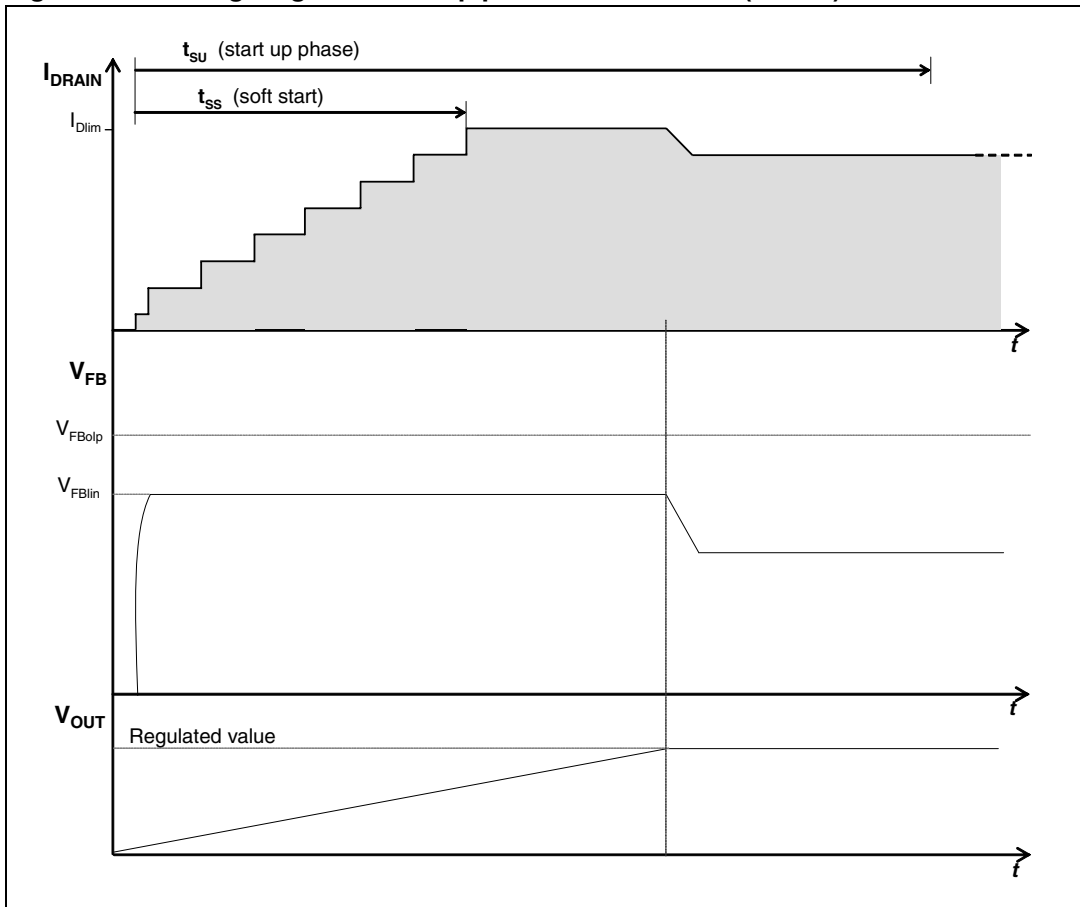 t_SU (start up phase)
I_DRAIN
t_SS (soft start)
I_Dlim
t
V_FB
V_FBolp
V_FBlin
t
V_OUT
Regulated value
t